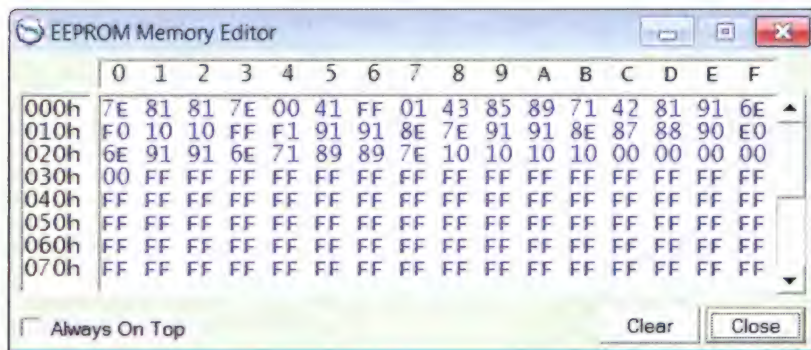 EEPROM Memory Editor
0 1 2 3 4 5 6 7 8 9 A B C D E F
000h 7E 81 81 7E 00 41 FF 01 43 85 89 71 42 81 91 6E
010h F0 10 10 FF F1 91 91 8E 7E 91 91 8E 87 88 90 E0
020h 6E 91 91 6E 71 89 89 7E 10 10 10 10 00 00 00 00
030h 00 FF FF FF FF FF FF FF FF FF FF FF FF FF FF FF
040h FF FF FF FF FF FF FF FF FF FF FF FF FF FF FF FF
050h FF FF FF FF FF FF FF FF FF FF FF FF FF FF FF FF
060h FF FF FF FF FF FF FF FF FF FF FF FF FF FF FF FF
070h FF FF FF FF FF FF FF FF FF FF FF FF FF FF FF FF
Always On Top Clear Close